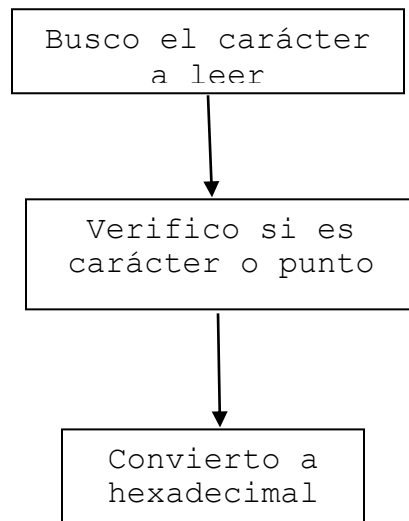 Busco el carácter
a leer
Verifico si es
carácter o punto
Convierto a
hexadecimal